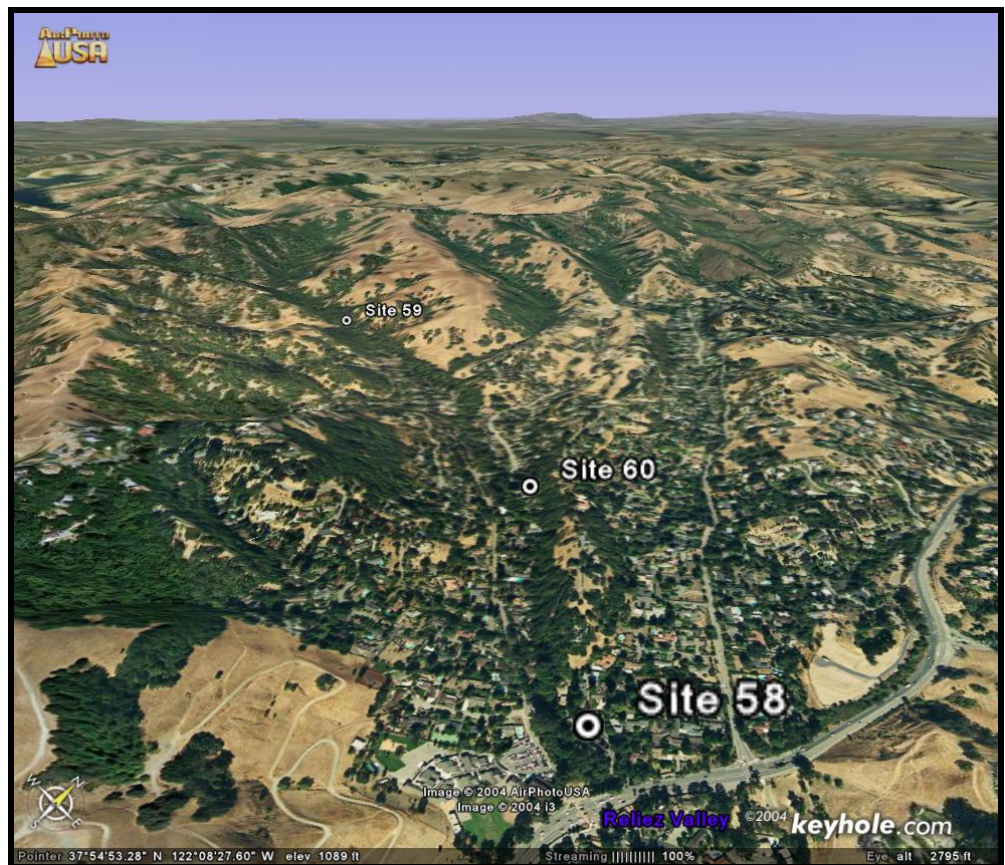 AirPhoto
USA
Site 59
Site 60
Site 58
Image © 2004 AirPhotoUSA
Image © 2004 i3
Reliez Valley
©2004 keyhole.com
W N
S E
Pointer 37°54'53.28" N 122°08'27.60" W elev 1089 ft Streaming |||||||||| 100% Eye alt 2795 ft